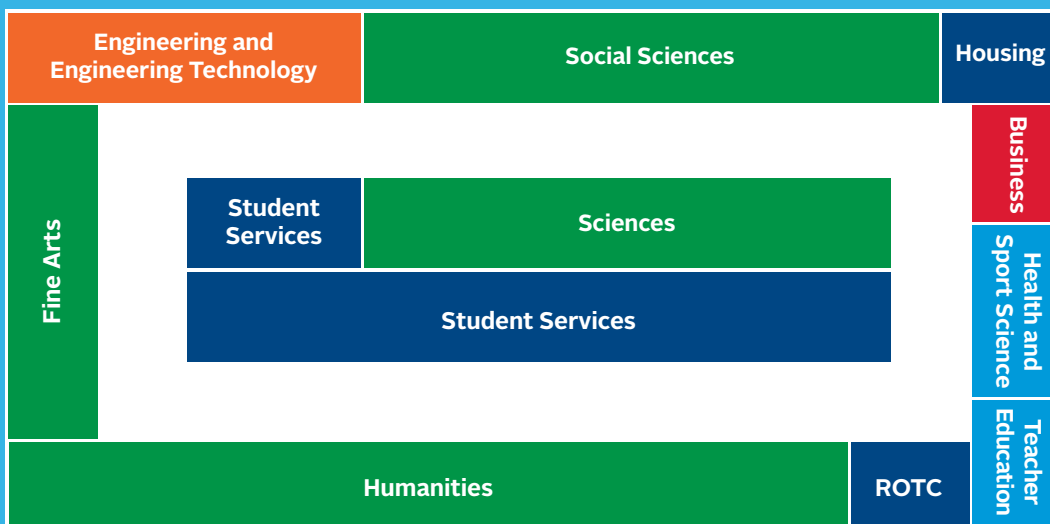 Engineering and
Engineering Technology
Social Sciences
Housing
Business
Fine Arts
Student
Services
Sciences
Health and
Sport Science
Student Services
Teacher
Education
Humanities
ROTC